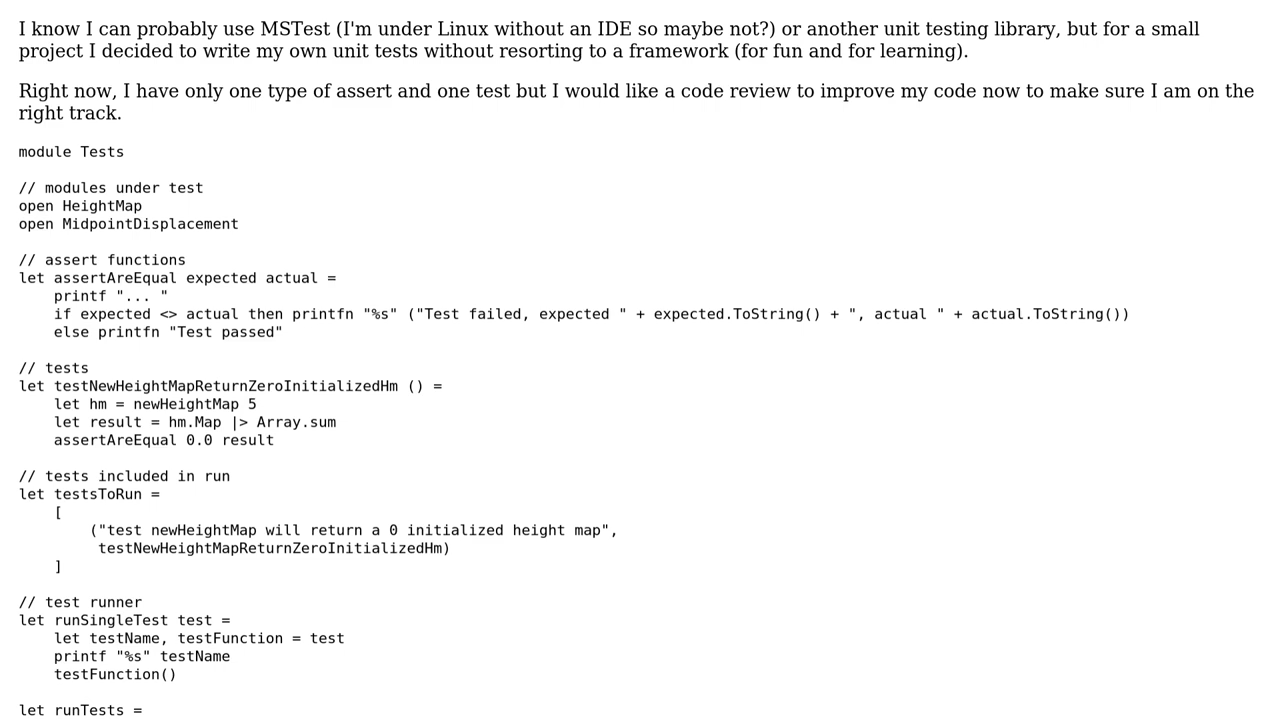 I know I can probably use MSTest (I'm under Linux without an IDE so maybe not?) or another unit testing library, but for a small
project I decided to write my own unit tests without resorting to a framework (for fun and for learning).
Right now, I have only one type of assert and one test but I would like a code review to improve my code now to make sure I am on the
right track.
module Tests
// modules under test
open HeightMap
open MidpointDisplacement
// assert functions
let assertAreEqual expected actual =
    printf "... "
    if expected <> actual then printfn "%s" ("Test failed, expected " + expected.ToString() + ", actual " + actual.ToString())
    else printfn "Test passed"
// tests
let testNewHeightMapReturnZeroInitializedHm () =
    let hm = newHeightMap 5
    let result = hm.Map |> Array.sum
    assertAreEqual 0.0 result
// tests included in run
let testsToRun =
    [
        ("test newHeightMap will return a 0 initialized height map",
         testNewHeightMapReturnZeroInitializedHm)
    ]
// test runner
let runSingleTest test =
    let testName, testFunction = test
    printf "%s" testName
    testFunction()
let runTests =